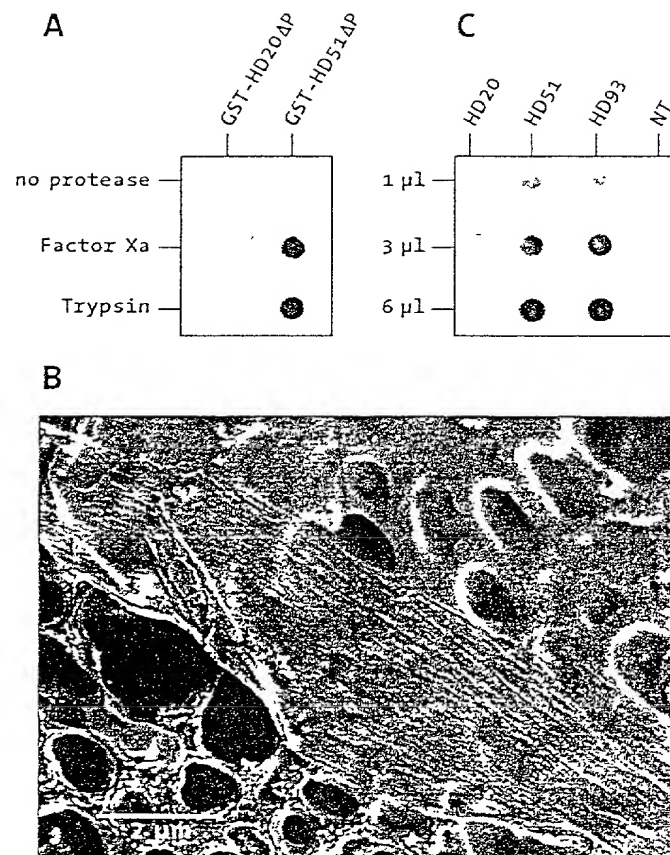 A
C
GST-HD20ΔP
GST-HD51ΔP
HD20
HD51
HD93
NT
no protease
Factor Xa
Trypsin
1 µl
3 µl
6 µl
B
2 µm